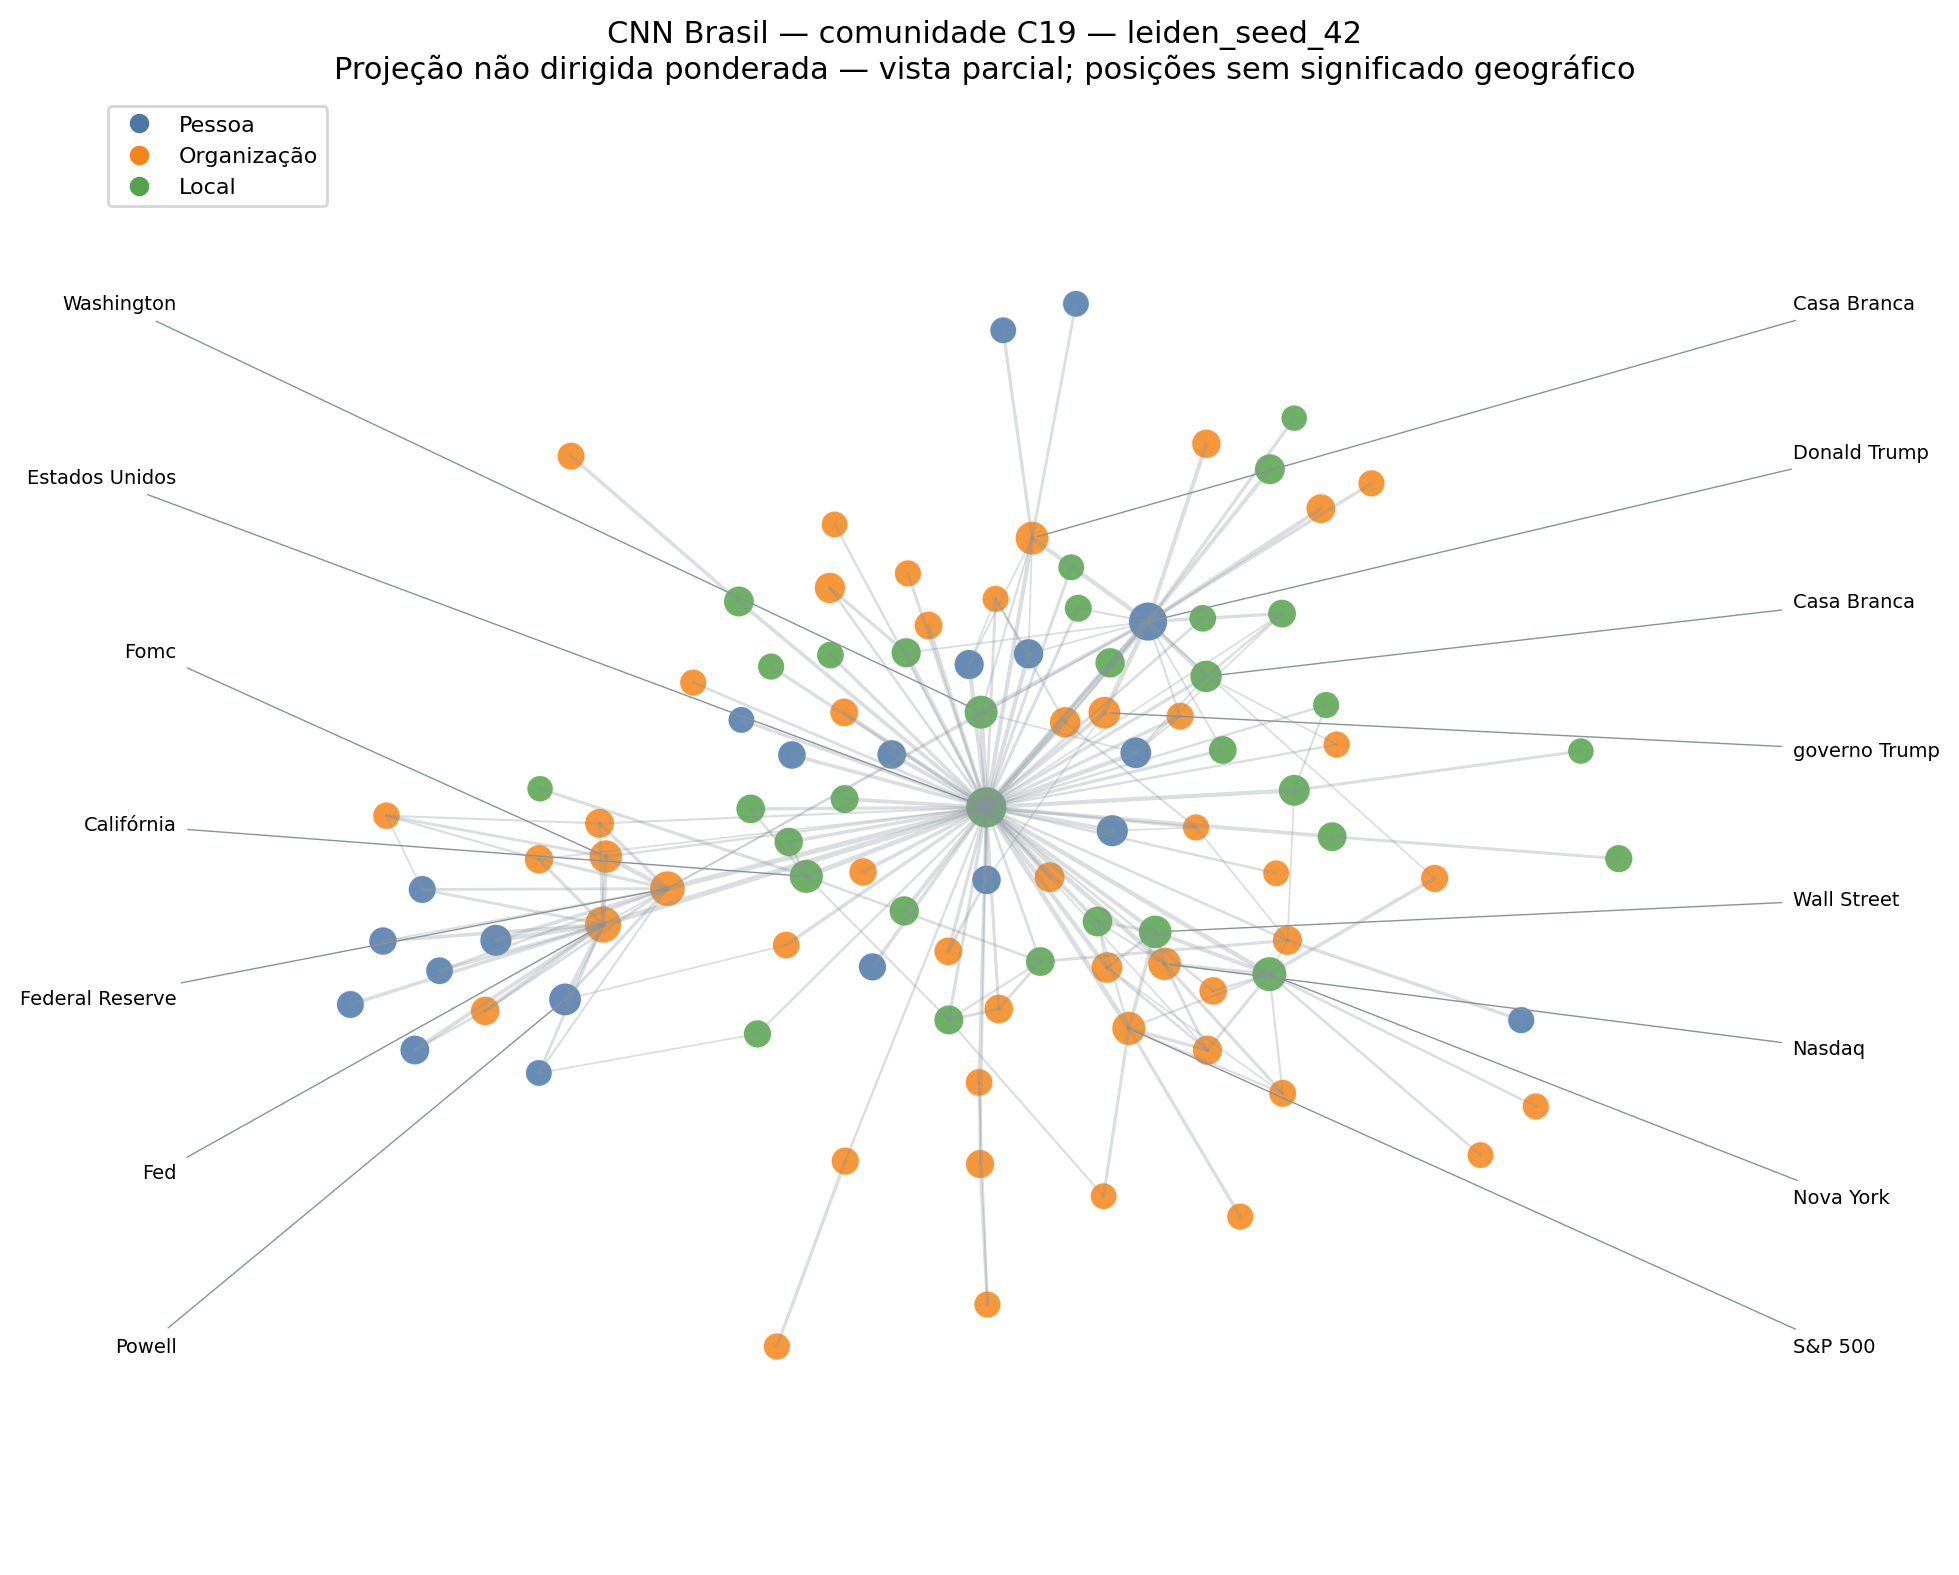 CNN Brasil — comunidade C19 — leiden_seed_42
Projeção não dirigida ponderada — vista parcial; posições sem significado geográfico
Pessoa
Organização
Local
Washington
Estados Unidos
Fomc
Califórnia
Federal Reserve
Fed
Powell
Casa Branca
Donald Trump
Casa Branca
governo Trump
Wall Street
Nasdaq
Nova York
S&P 500